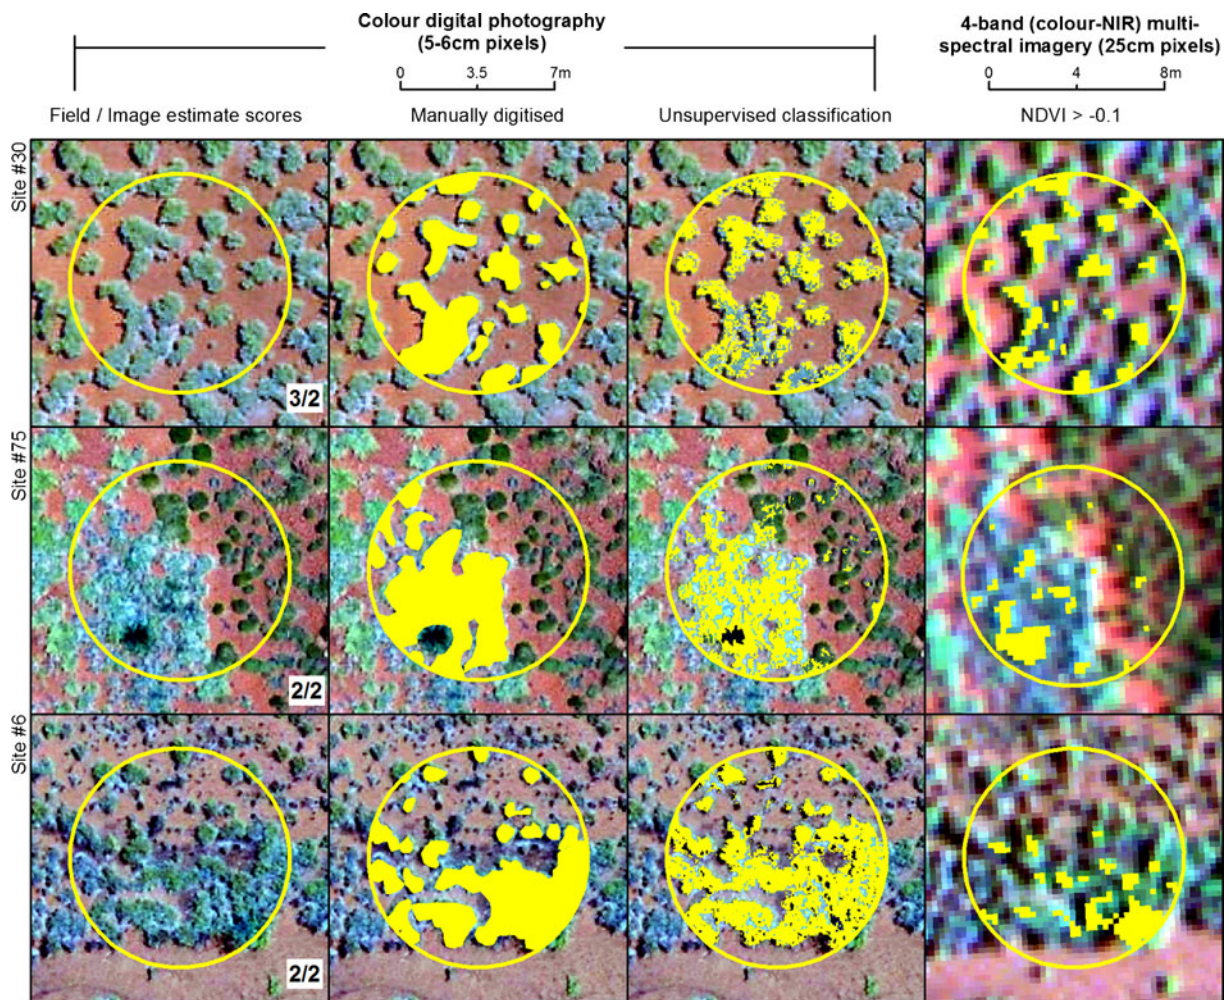 Colour digital photography
(5-6cm pixels)
4-band (colour-NIR) multi-
spectral imagery (25cm pixels)
0 3.5 7m
0 4 8m
Field / Image estimate scores
Manually digitised
Unsupervised classification
NDVI > -0.1
Site #30
3/2
Site #75
2/2
Site #6
2/2